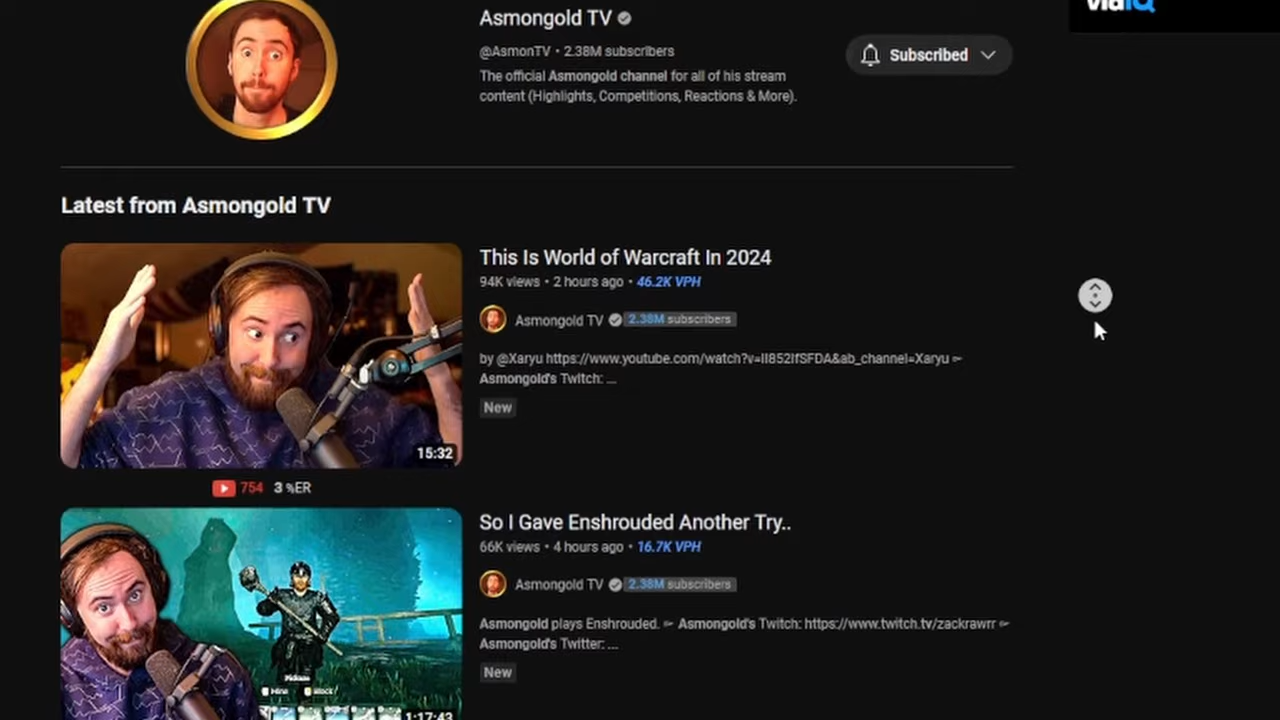 vidIQ
Asmongold TV
@AsmonTV • 2.38M subscribers
Subscribed
The official Asmongold channel for all of his stream
content (Highlights, Competitions, Reactions & More).
Latest from Asmongold TV
This Is World of Warcraft In 2024
94K views • 2 hours ago • 46.2K VPH
Asmongold TV 2.38M subscribers
by @Xaryu https://www.youtube.com/watch?v=II852IfSFDA&ab_channel=Xaryu ►
Asmongold's Twitch: ...
New
15:32
754 3 %ER
So I Gave Enshrouded Another Try..
66K views • 4 hours ago • 16.7K VPH
Asmongold TV 2.38M subscribers
Asmongold plays Enshrouded. ► Asmongold's Twitch: https://www.twitch.tv/zackrawrr ►
Asmongold's Twitter: ...
New
Pickaxe
Mine Block
1:17:43